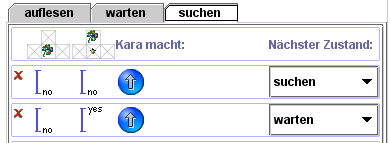 auflesen warten suchen
Kara macht: Nächster Zustand:
no no suchen
no yes warten